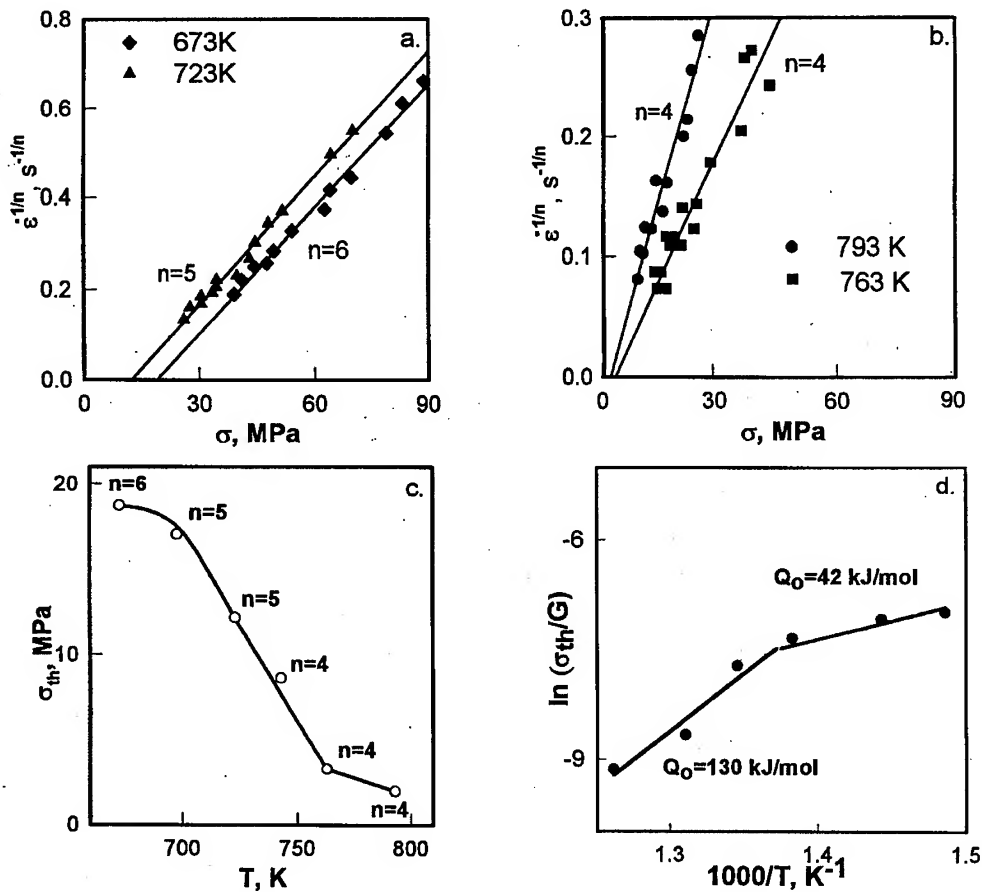 a.
673K
723K
0.8
0.6
0.4
0.2
0.0
ε̇^1/n, s^-1/n
n=5
n=6
0
30
60
90
σ, MPa
b.
0.3
0.2
0.1
0.0
ε̇^1/n, s^-1/n
n=4
n=4
793 K
763 K
0
30
60
90
σ, MPa
c.
20
10
0
σth, MPa
n=6
n=5
n=5
n=4
n=4
n=4
700
750
800
T, K
d.
-6
-9
ln (σth/G)
Qo=42 kJ/mol
Qo=130 kJ/mol
1.3
1.4
1.5
1000/T, K^-1